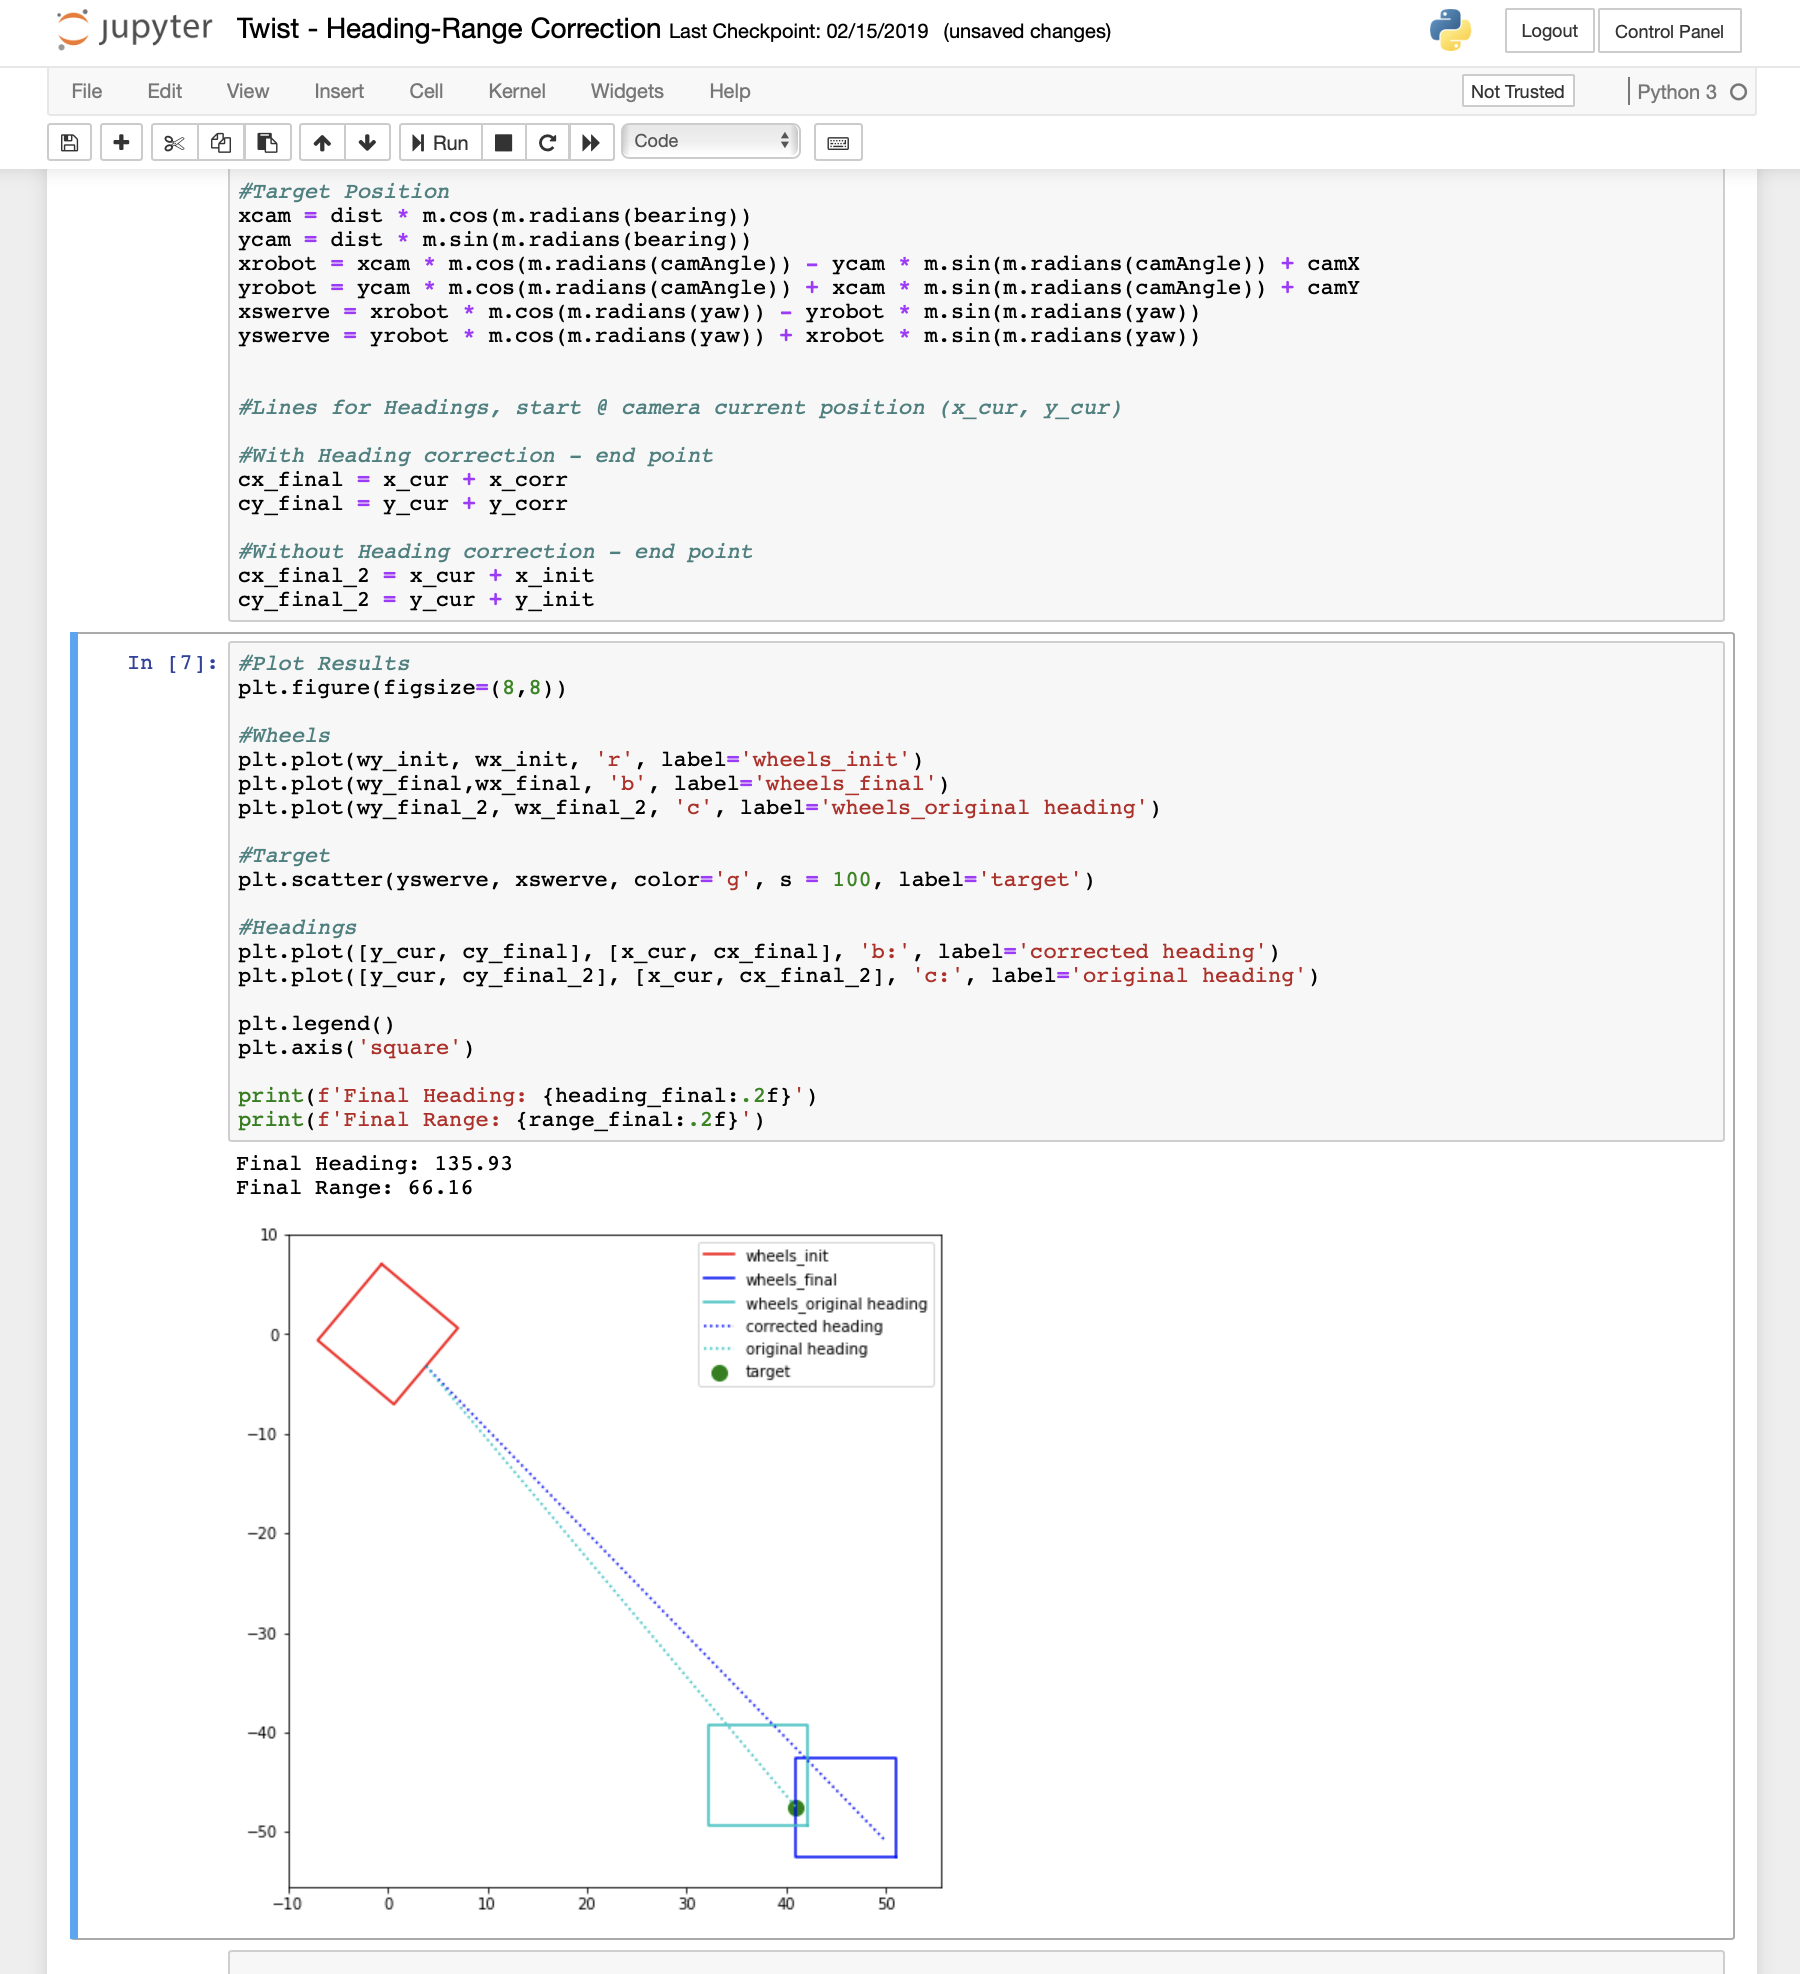 jupyter Twist - Heading-Range Correction Last Checkpoint: 02/15/2019 (unsaved changes) Logout Control Panel
File Edit View Insert Cell Kernel Widgets Help Not Trusted Python 3
Run Code
#Target Position
xcam = dist * m.cos(m.radians(bearing))
ycam = dist * m.sin(m.radians(bearing))
xrobot = xcam * m.cos(m.radians(camAngle)) - ycam * m.sin(m.radians(camAngle)) + camX
yrobot = ycam * m.cos(m.radians(camAngle)) + xcam * m.sin(m.radians(camAngle)) + camY
xswerve = xrobot * m.cos(m.radians(yaw)) - yrobot * m.sin(m.radians(yaw))
yswerve = yrobot * m.cos(m.radians(yaw)) + xrobot * m.sin(m.radians(yaw))
#Lines for Headings, start @ camera current position (x_cur, y_cur)
#With Heading correction - end point
cx_final = x_cur + x_corr
cy_final = y_cur + y_corr
#Without Heading correction - end point
cx_final_2 = x_cur + x_init
cy_final_2 = y_cur + y_init
In [7]:
#Plot Results
plt.figure(figsize=(8,8))
#Wheels
plt.plot(wy_init, wx_init, 'r', label='wheels_init')
plt.plot(wy_final,wx_final, 'b', label='wheels_final')
plt.plot(wy_final_2, wx_final_2, 'c', label='wheels_original heading')
#Target
plt.scatter(yswerve, xswerve, color='g', s = 100, label='target')
#Headings
plt.plot([y_cur, cy_final], [x_cur, cx_final], 'b:', label='corrected heading')
plt.plot([y_cur, cy_final_2], [x_cur, cx_final_2], 'c:', label='original heading')
plt.legend()
plt.axis('square')
print(f'Final Heading: {heading_final:.2f}')
print(f'Final Range: {range_final:.2f}')
Final Heading: 135.93
Final Range: 66.16
10
0
−10
−20
−30
−40
−50
wheels_init
wheels_final
wheels_original heading
corrected heading
original heading
target
−10 0 10 20 30 40 50